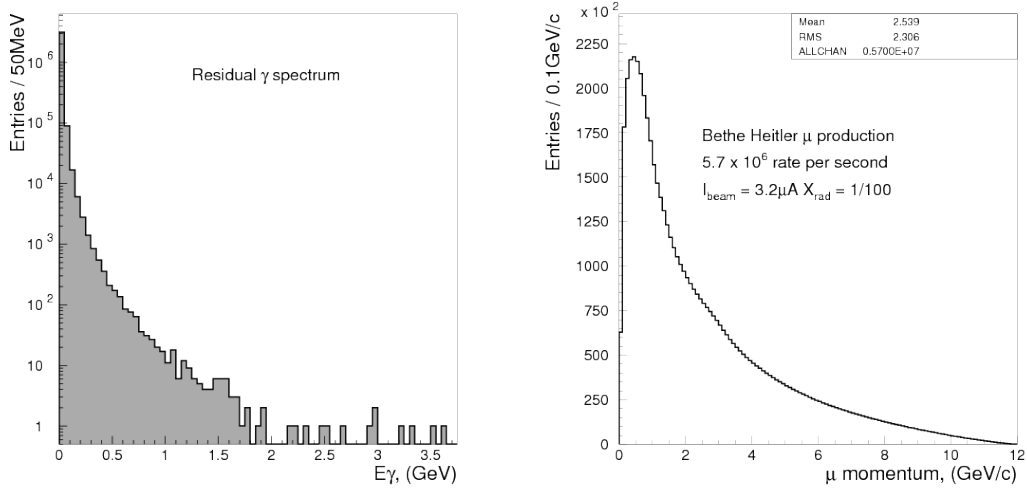 Entries / 50MeV
10 6
10 5
10 4
10 3
10 2
10
1
Residual γ spectrum
0 0.5 1 1.5 2 2.5 3 3.5
Eγ, (GeV)
x 10 2
Entries / 0.1GeV/c
2250
2000
1750
1500
1250
1000
750
500
250
0
Mean 2.539
RMS 2.306
ALLCHAN 0.5700E+07
Bethe Heitler μ production
5.7 x 10⁶ rate per second
I_beam = 3.2μA X_rad = 1/100
0 2 4 6 8 10 12
μ momentum, (GeV/c)